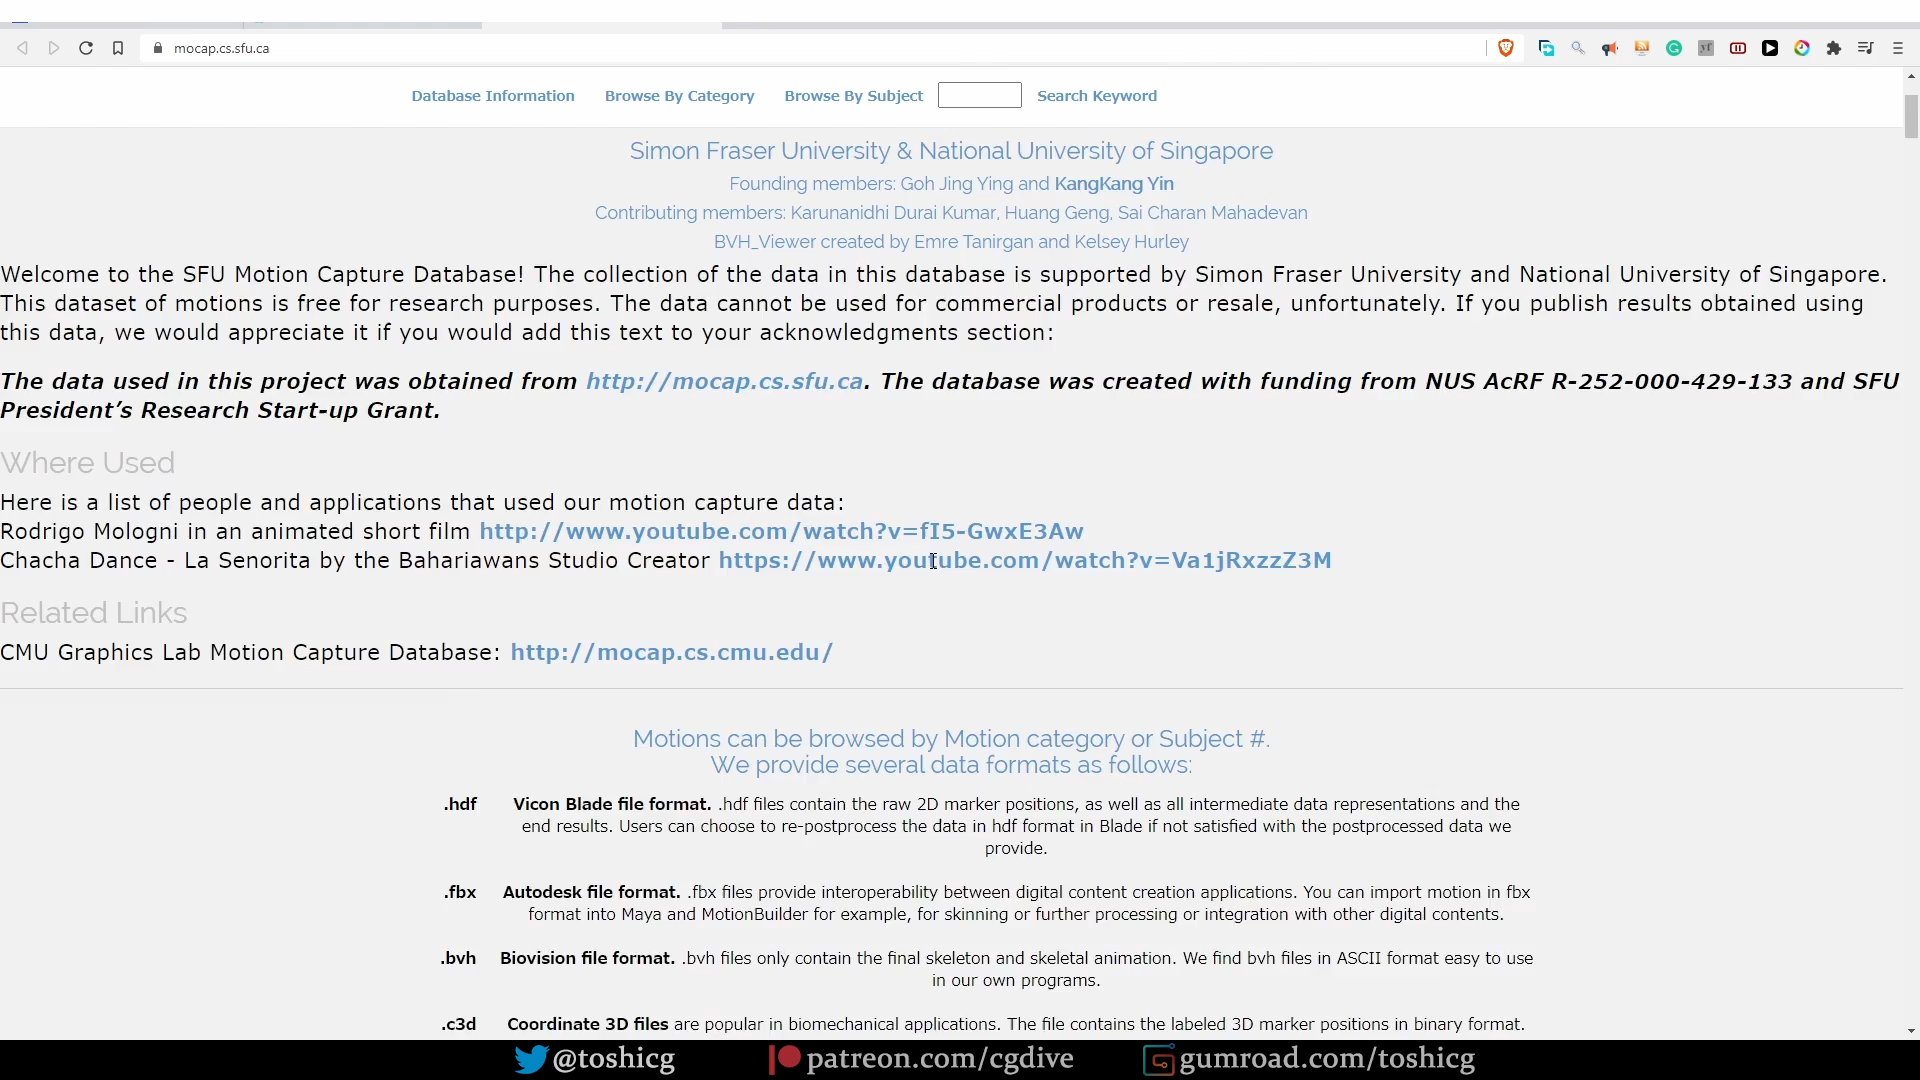 mocap.cs.sfu.ca
Database Information Browse By Category Browse By Subject Search Keyword
Simon Fraser University & National University of Singapore
Founding members: Goh Jing Ying and KangKang Yin
Contributing members: Karunanidhi Durai Kumar, Huang Geng, Sai Charan Mahadevan
BVH_Viewer created by Emre Tanirgan and Kelsey Hurley
Welcome to the SFU Motion Capture Database! The collection of the data in this database is supported by Simon Fraser University and National University of Singapore.
This dataset of motions is free for research purposes. The data cannot be used for commercial products or resale, unfortunately. If you publish results obtained using
this data, we would appreciate it if you would add this text to your acknowledgments section:
The data used in this project was obtained from http://mocap.cs.sfu.ca. The database was created with funding from NUS AcRF R-252-000-429-133 and SFU
President’s Research Start-up Grant.
Where Used
Here is a list of people and applications that used our motion capture data:
Rodrigo Mologni in an animated short film http://www.youtube.com/watch?v=fI5-GwxE3Aw
Chacha Dance - La Senorita by the Bahariawans Studio Creator https://www.youtube.com/watch?v=Va1jRxzzZ3M
Related Links
CMU Graphics Lab Motion Capture Database: http://mocap.cs.cmu.edu/
Motions can be browsed by Motion category or Subject #.
We provide several data formats as follows:
.hdf Vicon Blade file format. .hdf files contain the raw 2D marker positions, as well as all intermediate data representations and the
end results. Users can choose to re-postprocess the data in hdf format in Blade if not satisfied with the postprocessed data we
provide.
.fbx Autodesk file format. .fbx files provide interoperability between digital content creation applications. You can import motion in fbx
format into Maya and MotionBuilder for example, for skinning or further processing or integration with other digital contents.
.bvh Biovision file format. .bvh files only contain the final skeleton and skeletal animation. We find bvh files in ASCII format easy to use
in our own programs.
.c3d Coordinate 3D files are popular in biomechanical applications. The file contains the labeled 3D marker positions in binary format.
@toshicg patreon.com/cgdive gumroad.com/toshicg